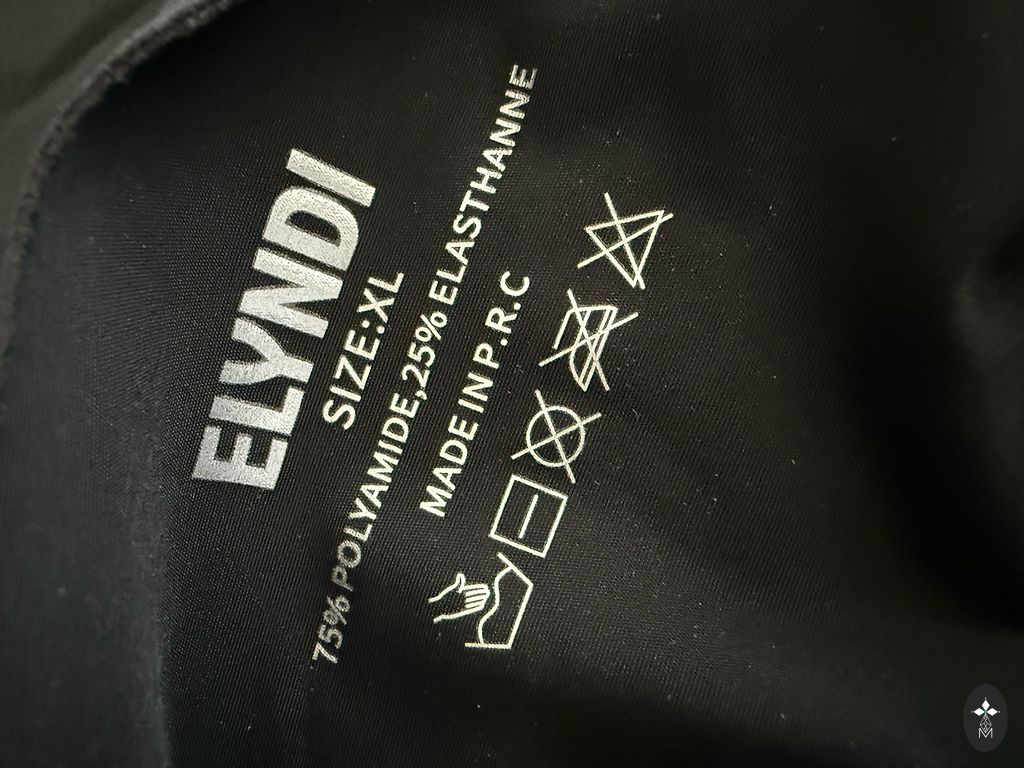 ELYNDI
SIZE:XL
75% POLYAMIDE,25% ELASTHANNE
MADE IN P.R.C
M